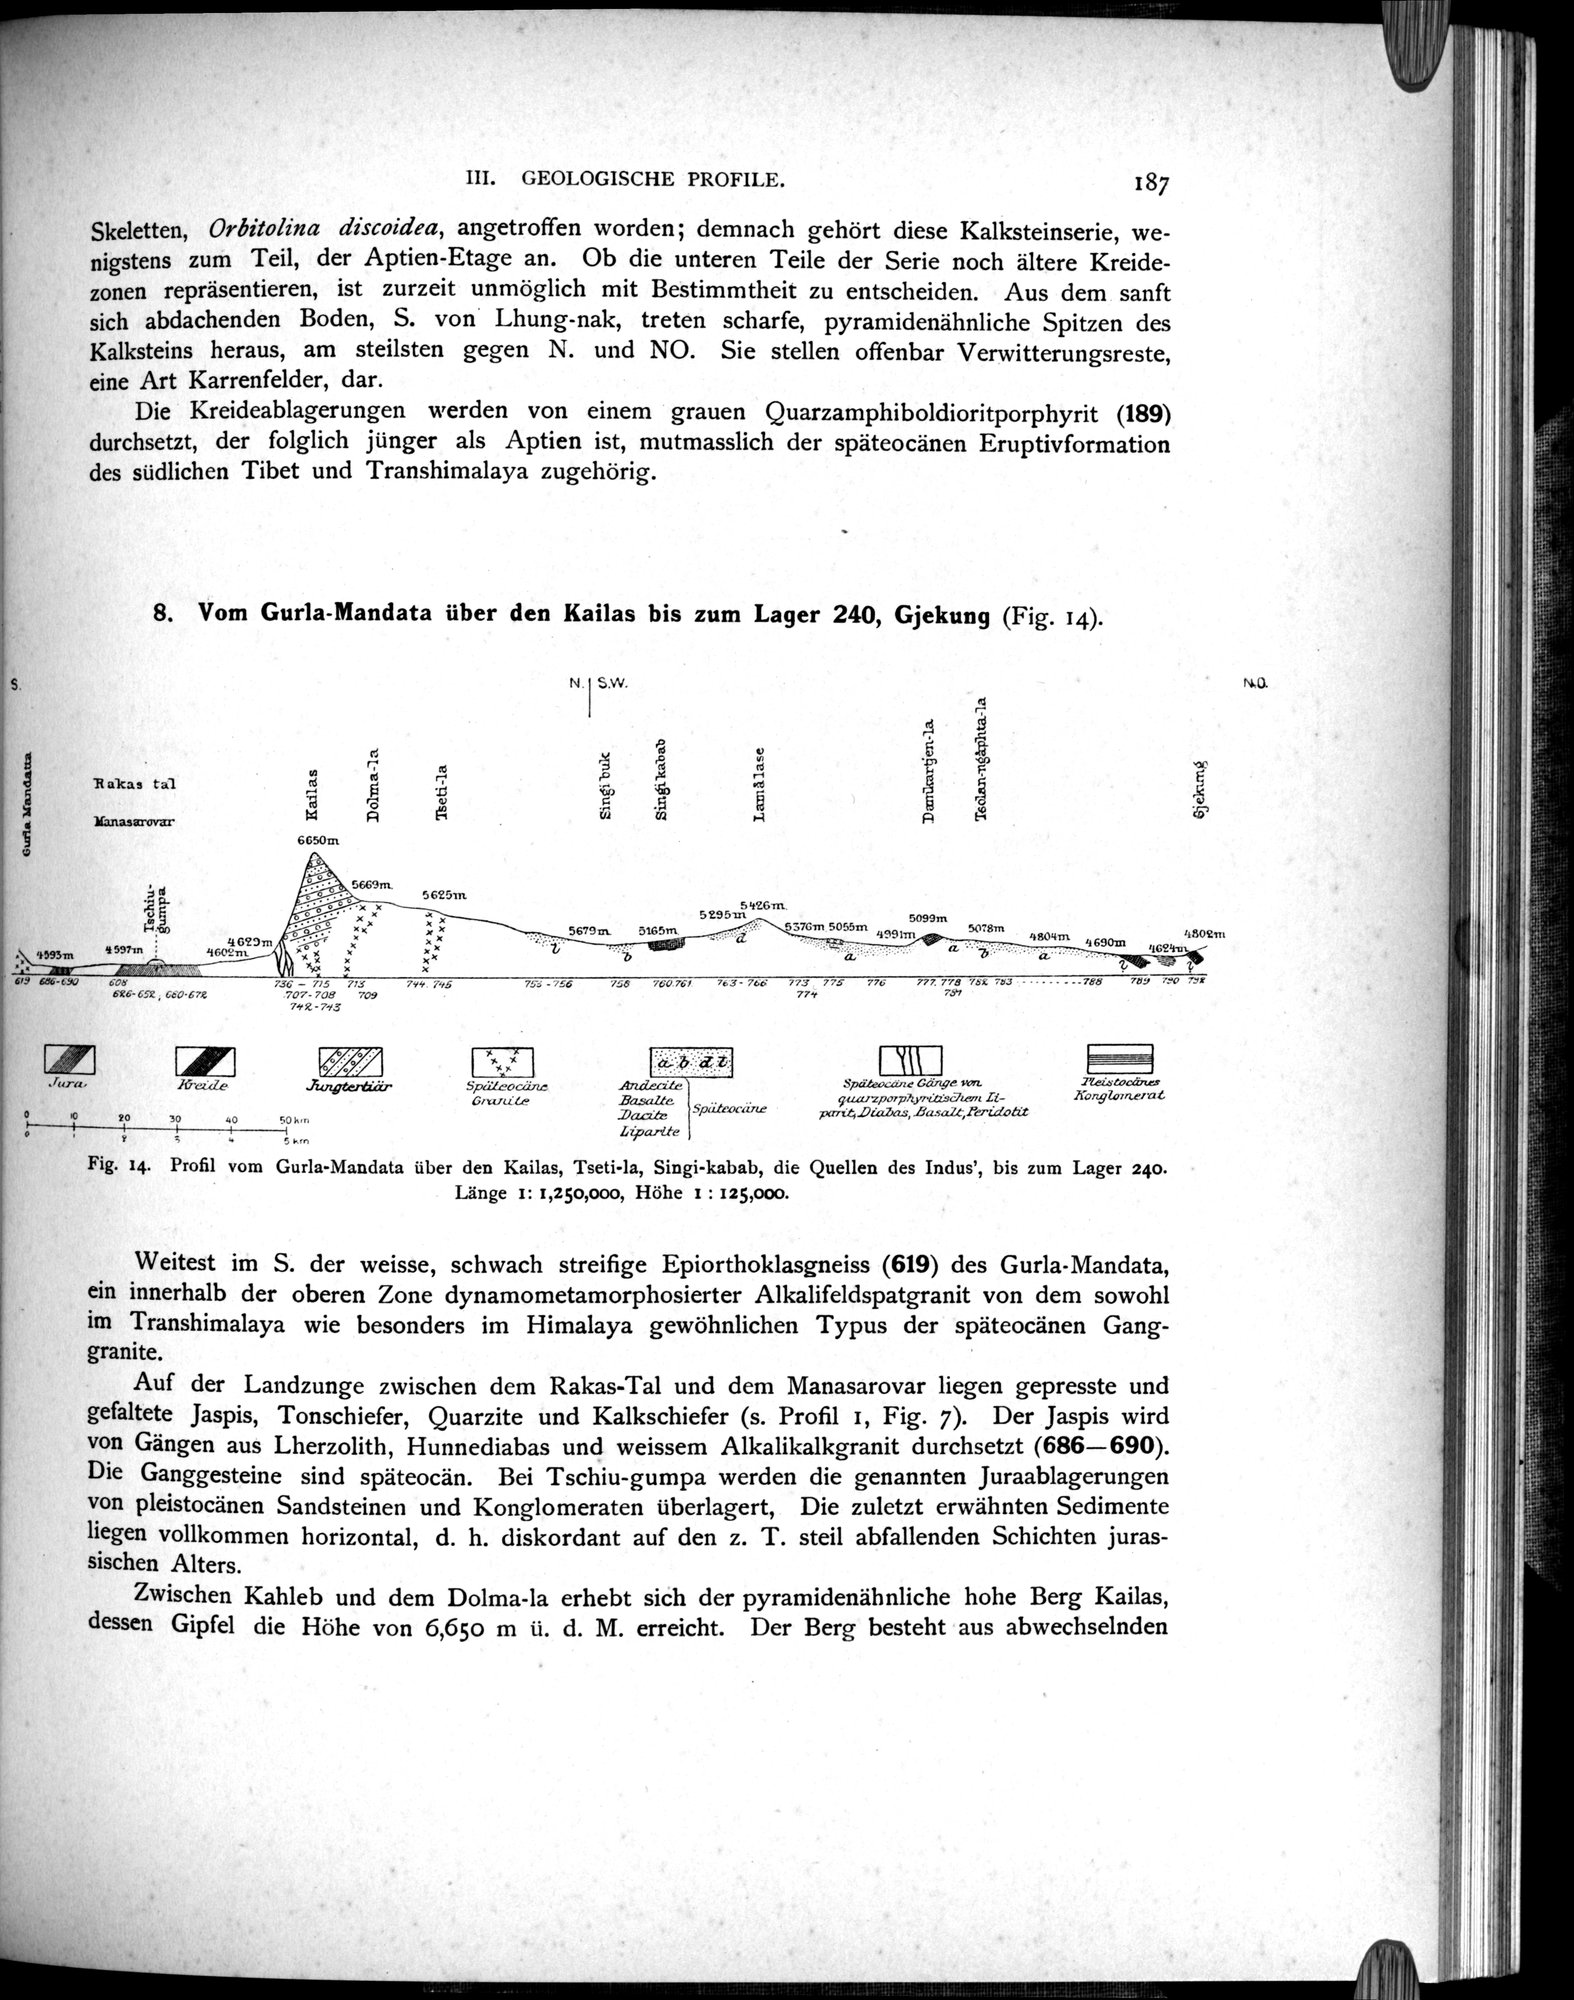 III. GEOLOGISCHE PROFILE. 187
Skeletten, Orbitolina discoidea, angetroffen worden; demnach gehört diese Kalksteinserie, we-
nigstens zum Teil, der Aptien-Etage an. Ob die unteren Teile der Serie noch ältere Kreide-
zonen repräsentieren, ist zurzeit unmöglich mit Bestimmtheit zu entscheiden. Aus dem sanft
sich abdachenden Boden, S. von Lhung-nak, treten scharfe, pyramidenähnliche Spitzen des
Kalksteins heraus, am steilsten gegen N. und NO. Sie stellen offenbar Verwitterungsreste,
eine Art Karrenfelder, dar.
Die Kreideablagerungen werden von einem grauen Quarzamphiboldioritporphyrit (189)
durchsetzt, der folglich jünger als Aptien ist, mutmasslich der späteocänen Eruptivformation
des südlichen Tibet und Transhimalaya zugehörig.
8. Vom Gurla-Mandata über den Kailas bis zum Lager 240, Gjekung (Fig. 14).
S. N. S.W. N.O.
Gurla Mandatta
Rakas tal
Manasarovar
Tschiu-
gumpa
Kailas
Dolma-la
Tseti-la
Singi buk
Singi kabab
Lamålase
Damkartjen-la
Tsolan-ngåphta-la
Gjekung
4593m 4597m 4602m 4629m 6650m 5669m. 5625m 5679m. 5165m. 5295m 5426m. 5376m 5055m 4991m 5099m 5078m 4804m 4690m 4624m 4802m
l b d a a b a l l
619 686-690 608 736 – 715 713 744. 745 755-756 758 760.761 763-766 773 775 776 777. 778 782 783 ..........788 789 790 792
626-652, 660-672 707-708 709 774 781
742-743
Jura
Kreide
Jungtertiär
Späteocäne
Granite
a b d l
Andecite
Basalte
Dacite
Liparite
Späteocäne
Späteocäne Gänge von
quarzporphyritischem Li-
parit, Diabas, Basalt, Peridotit
Pleistocänes
Konglomerat
0 10 20 30 40 50 km
0 1 2 3 4 5 km
Fig. 14. Profil vom Gurla-Mandata über den Kailas, Tseti-la, Singi-kabab, die Quellen des Indus', bis zum Lager 240.
Länge 1: 1,250,000, Höhe 1 : 125,000.
Weitest im S. der weisse, schwach streifige Epiorthoklasgneiss (619) des Gurla-Mandata,
ein innerhalb der oberen Zone dynamometamorphosierter Alkalifeldspatgranit von dem sowohl
im Transhimalaya wie besonders im Himalaya gewöhnlichen Typus der späteocänen Gang-
granite.
Auf der Landzunge zwischen dem Rakas-Tal und dem Manasarovar liegen gepresste und
gefaltete Jaspis, Tonschiefer, Quarzite und Kalkschiefer (s. Profil 1, Fig. 7). Der Jaspis wird
von Gängen aus Lherzolith, Hunnediabas und weissem Alkalikalkgranit durchsetzt (686—690).
Die Ganggesteine sind späteocän. Bei Tschiu-gumpa werden die genannten Juraablagerungen
von pleistocänen Sandsteinen und Konglomeraten überlagert, Die zuletzt erwähnten Sedimente
liegen vollkommen horizontal, d. h. diskordant auf den z. T. steil abfallenden Schichten juras-
sischen Alters.
Zwischen Kahleb und dem Dolma-la erhebt sich der pyramidenähnliche hohe Berg Kailas,
dessen Gipfel die Höhe von 6,650 m ü. d. M. erreicht. Der Berg besteht aus abwechselnden